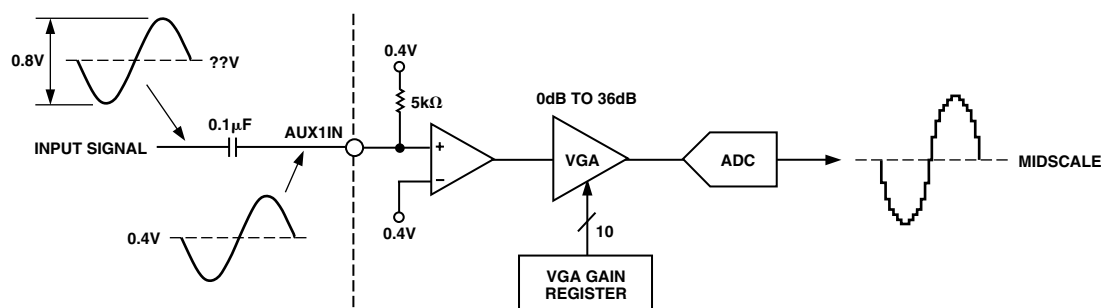 0.8V
??V
0.4V
5kΩ
0dB TO 36dB
0.1μF
AUX1IN
INPUT SIGNAL
+
−
VGA
ADC
MIDSCALE
0.4V
0.4V
10
VGA GAIN
REGISTER